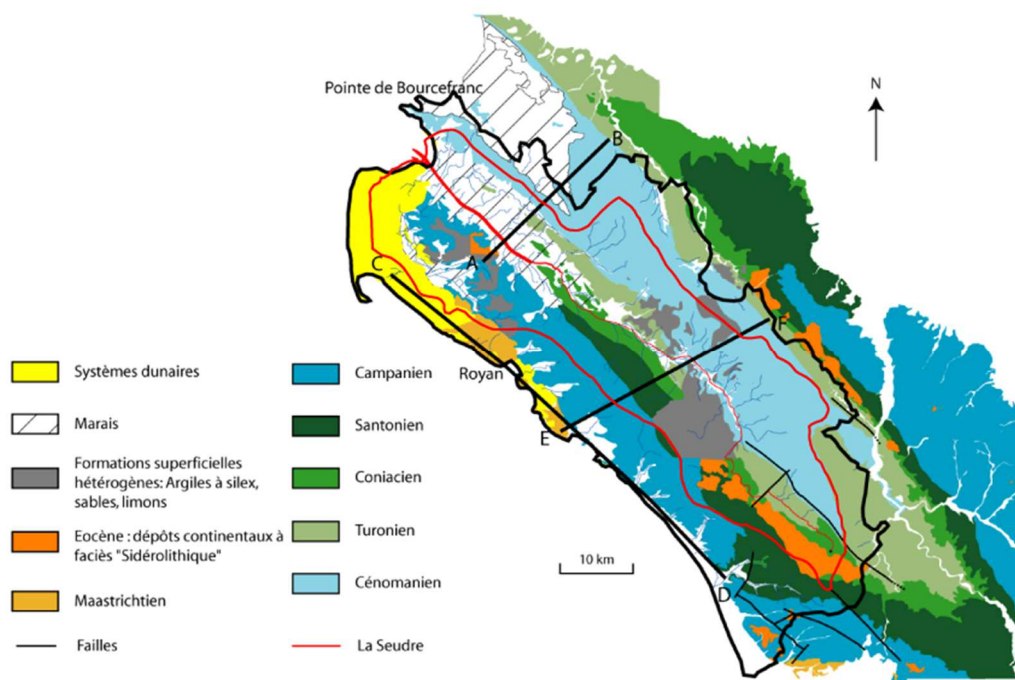 Pointe de Bourcefranc
N
B
A
C
F
Royan
E
10 km
D
Systèmes dunaires
Marais
Formations superficielles
hétérogènes: Argiles à silex,
sables, limons
Eocène : dépôts continentaux à
faciès "Sidérolithique"
Maastrichtien
Failles
Campanien
Santonien
Coniacien
Turonien
Cénomanien
La Seudre